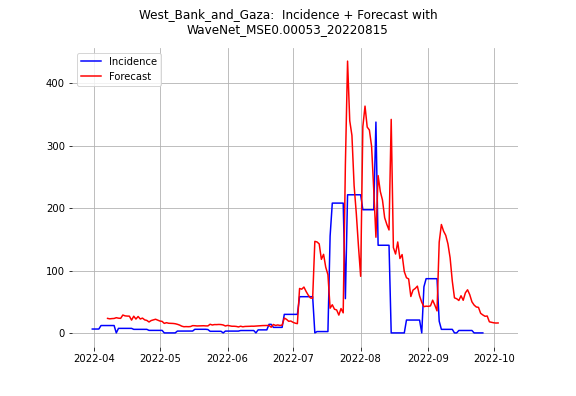 West_Bank_and_Gaza:  Incidence + Forecast with
WaveNet_MSE0.00053_20220815
Incidence
Forecast
400
300
200
100
0
2022-04 2022-05 2022-06 2022-07 2022-08 2022-09 2022-10